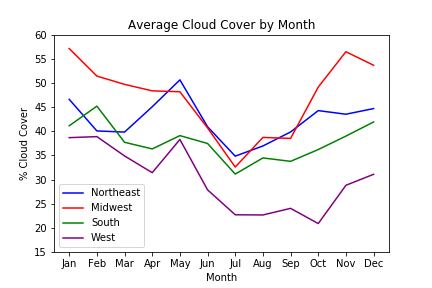 Average Cloud Cover by Month
% Cloud Cover
60
55
50
45
40
35
30
25
20
15
Northeast
Midwest
South
West
Jan Feb Mar Apr May Jun Jul Aug Sep Oct Nov Dec
Month